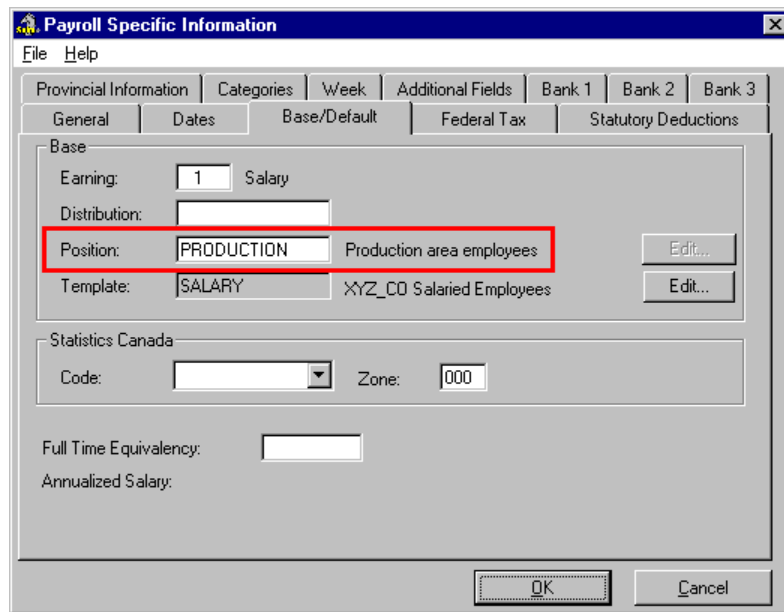 Payroll Specific Information
File Help
Provincial Information Categories Week Additional Fields Bank 1 Bank 2 Bank 3
General Dates Base/Default Federal Tax Statutory Deductions
Base
Earning: 1 Salary
Distribution:
Position: PRODUCTION Production area employees Edit...
Template: SALARY XYZ_CO Salaried Employees Edit...
Statistics Canada
Code: Zone: 000
Full Time Equivalency:
Annualized Salary:
OK Cancel